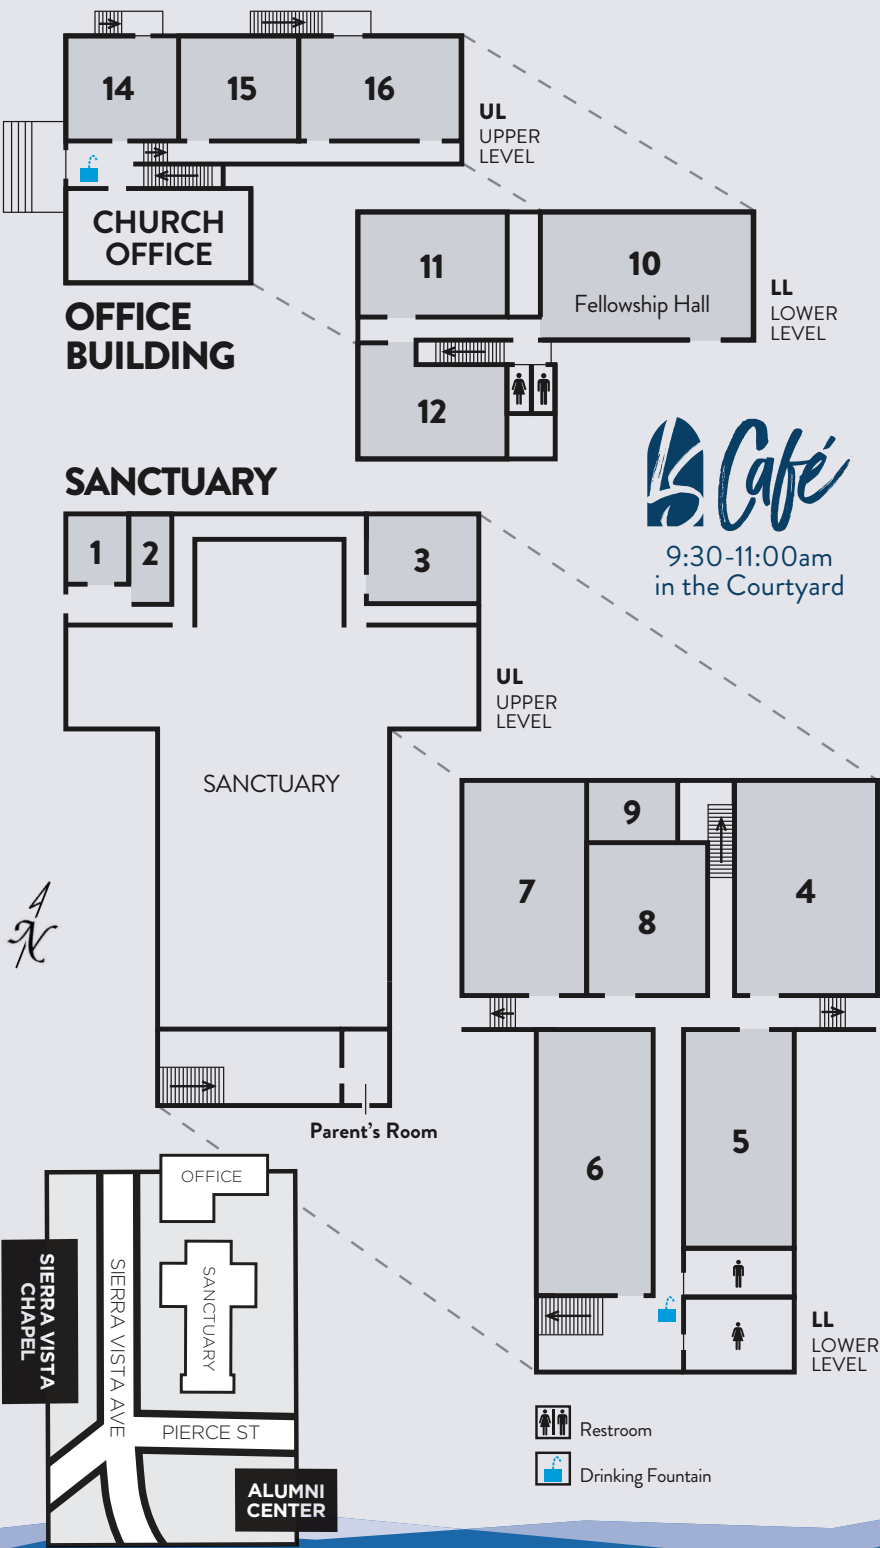 14
15
16
UL
UPPER
LEVEL
CHURCH
OFFICE
OFFICE
BUILDING
11
10
Fellowship Hall
LL
LOWER
LEVEL
12
LS Café
9:30-11:00am
in the Courtyard
SANCTUARY
1
2
3
UL
UPPER
LEVEL
SANCTUARY
N
Parent's Room
7
9
8
4
6
5
LL
LOWER
LEVEL
Restroom
Drinking Fountain
OFFICE
SANCTUARY
SIERRA VISTA
CHAPEL
SIERRA VISTA AVE
PIERCE ST
ALUMNI
CENTER